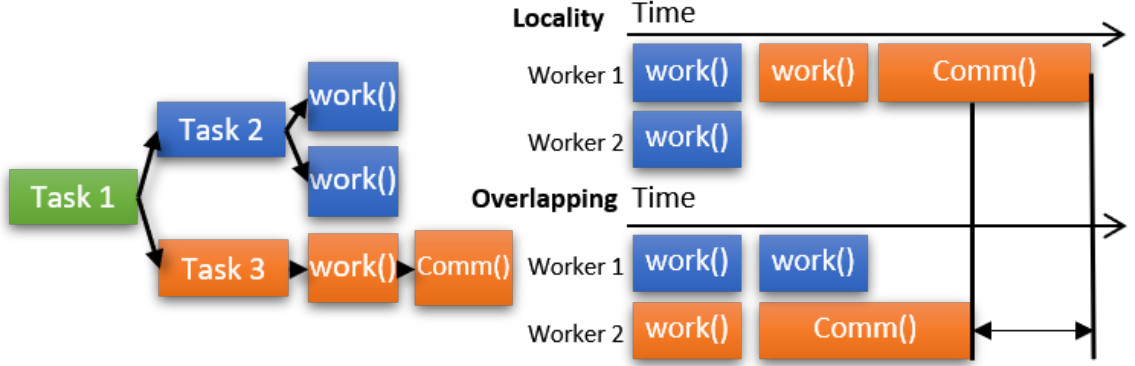 Task 1
Task 2
work()
work()
Task 3
work()
Comm()
Locality Time
Worker 1 work() work() Comm()
Worker 2 work()
Overlapping Time
Worker 1 work() work()
Worker 2 work() Comm()